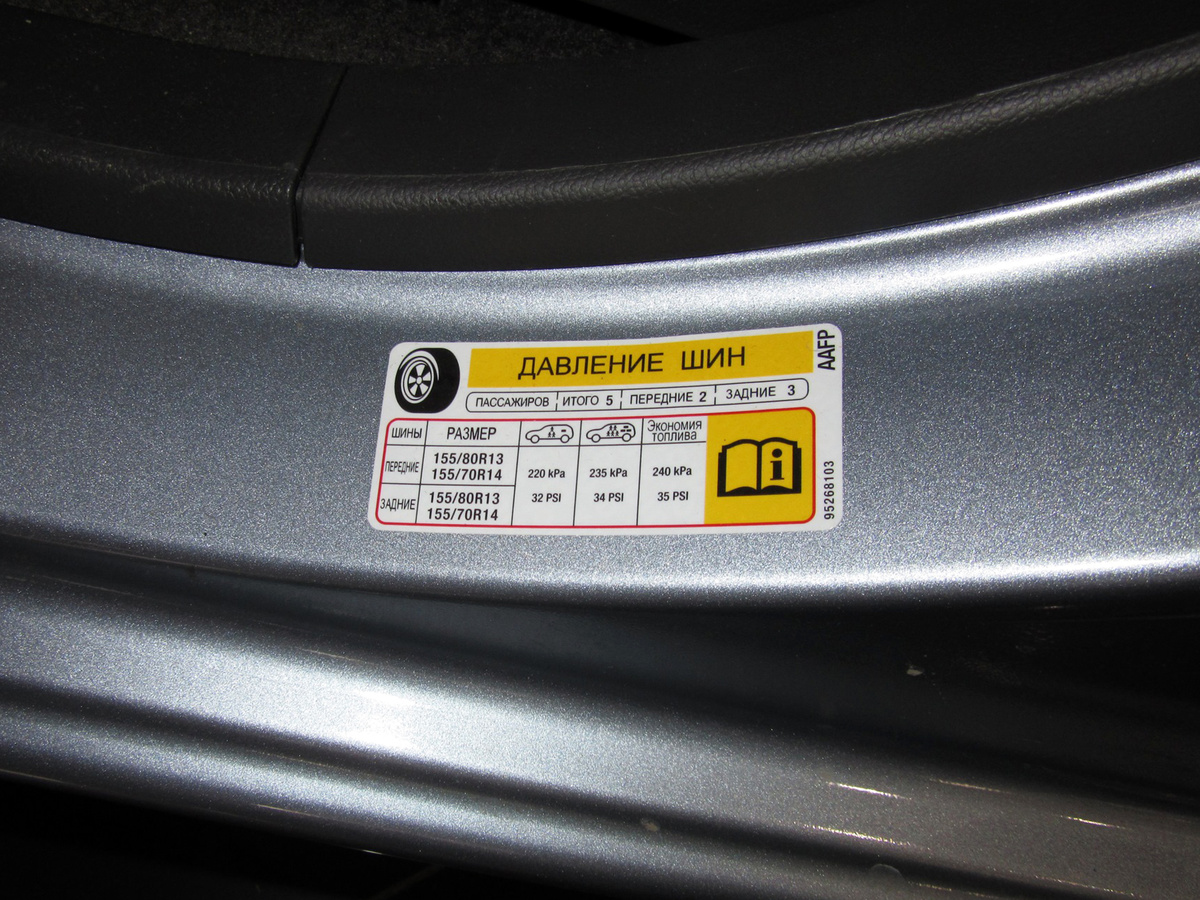 ДАВЛЕНИЕ ШИН
AAFP
ПАССАЖИРОВ ИТОГО 5 ПЕРЕДНИЕ 2 ЗАДНИЕ 3
ШИНЫ РАЗМЕР Экономия топлива
ПЕРЕДНИЕ 155/80R13
155/70R14
220 kPa 235 kPa 240 kPa
32 PSI 34 PSI 35 PSI
ЗАДНИЕ 155/80R13
155/70R14
95268103